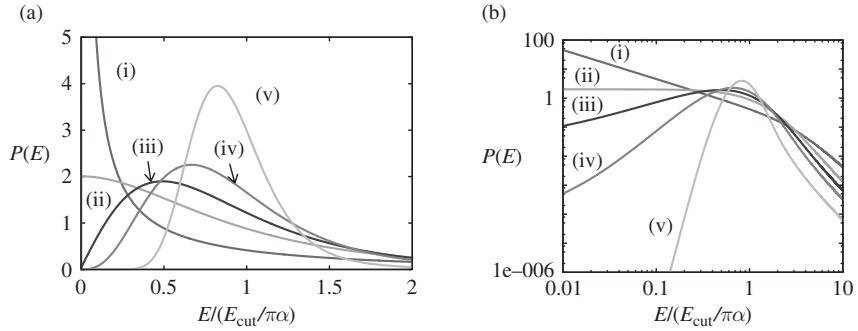 (a)
5
4
3
2
1
0
P(E)
(i)
(ii)
(iii)
(iv)
(v)
0 0.5 1 1.5 2
E/(E_cut/πα)
(b)
100
1
1e–006
P(E)
(i)
(ii)
(iii)
(iv)
(v)
0.01 0.1 1 10
E/(E_cut/πα)